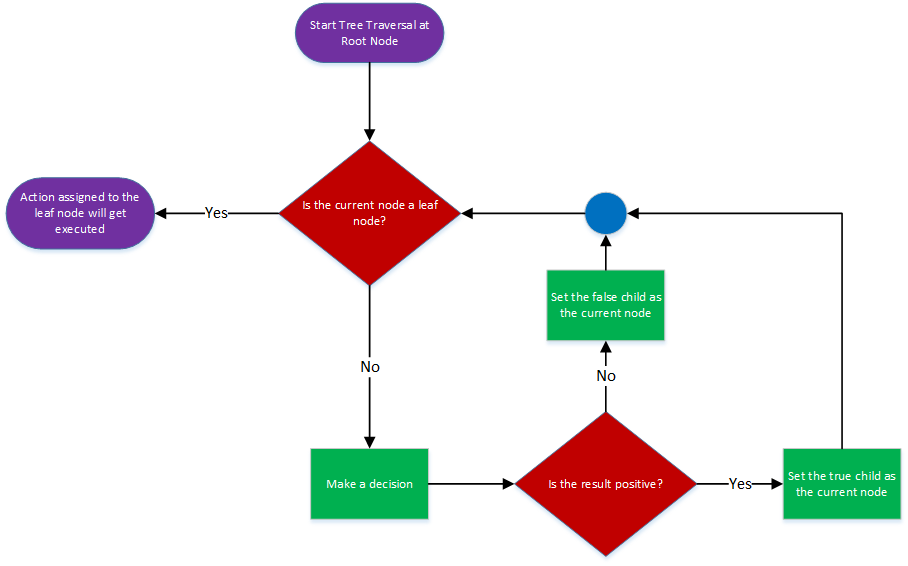 Start Tree Traversal at
Root Node
Is the current node a leaf
node?
Yes
Action assigned to the
leaf node will get
executed
No
Make a decision
Is the result positive?
No
Set the false child as
the current node
Yes
Set the true child as
the current node